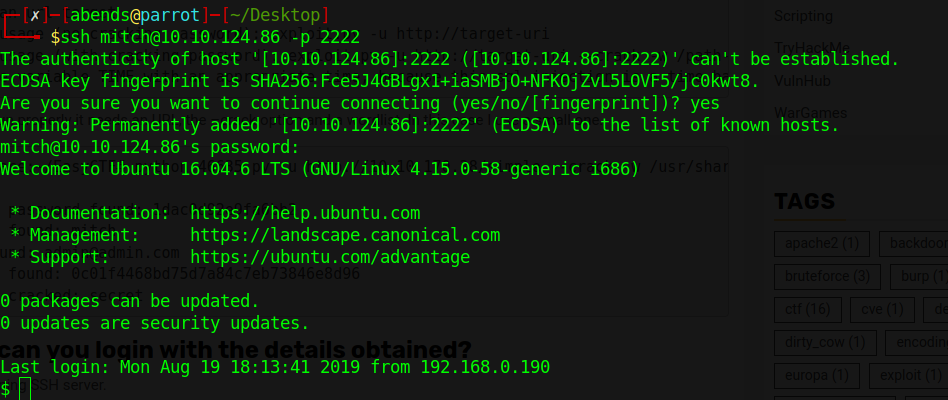 [✗]─[abends@parrot]─[~/Desktop]
$ssh mitch@10.10.124.86 -p 2222
The authenticity of host '[10.10.124.86]:2222 ([10.10.124.86]:2222)' can't be established.
ECDSA key fingerprint is SHA256:Fce5J4GBLgx1+iaSMBjO+NFKOjZvL5LOVF5/jc0kwt8.
Are you sure you want to continue connecting (yes/no/[fingerprint])? yes
Warning: Permanently added '[10.10.124.86]:2222' (ECDSA) to the list of known hosts.
mitch@10.10.124.86's password:
Welcome to Ubuntu 16.04.6 LTS (GNU/Linux 4.15.0-58-generic i686)
* Documentation: https://help.ubuntu.com
* Management: https://landscape.canonical.com
* Support: https://ubuntu.com/advantage
0 packages can be updated.
0 updates are security updates.
Last login: Mon Aug 19 18:13:41 2019 from 192.168.0.190
$
-u http://target-uri
/usr/shar
found: 0c01f4468bd75d7a84c7eb73846e8d96
can you login with the details obtained?
SSH server.
Scripting
TryHackMe
VulnHub
WarGames
TAGS
apache2 (1)
backdoor
bruteforce (3)
burp (1)
ctf (16)
cve (1)
de
dirty_cow (1)
encoding
europa (1)
exploit (1)